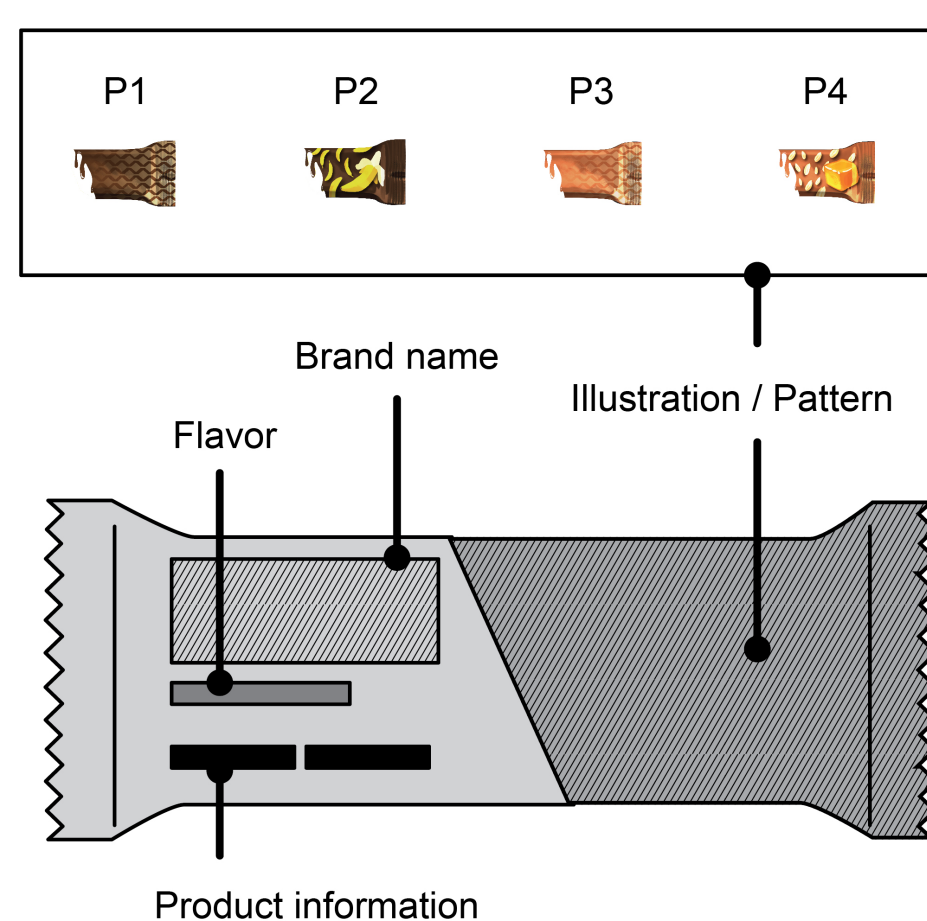 P1
P2
P3
P4
Brand name
Illustration / Pattern
Flavor
Product information